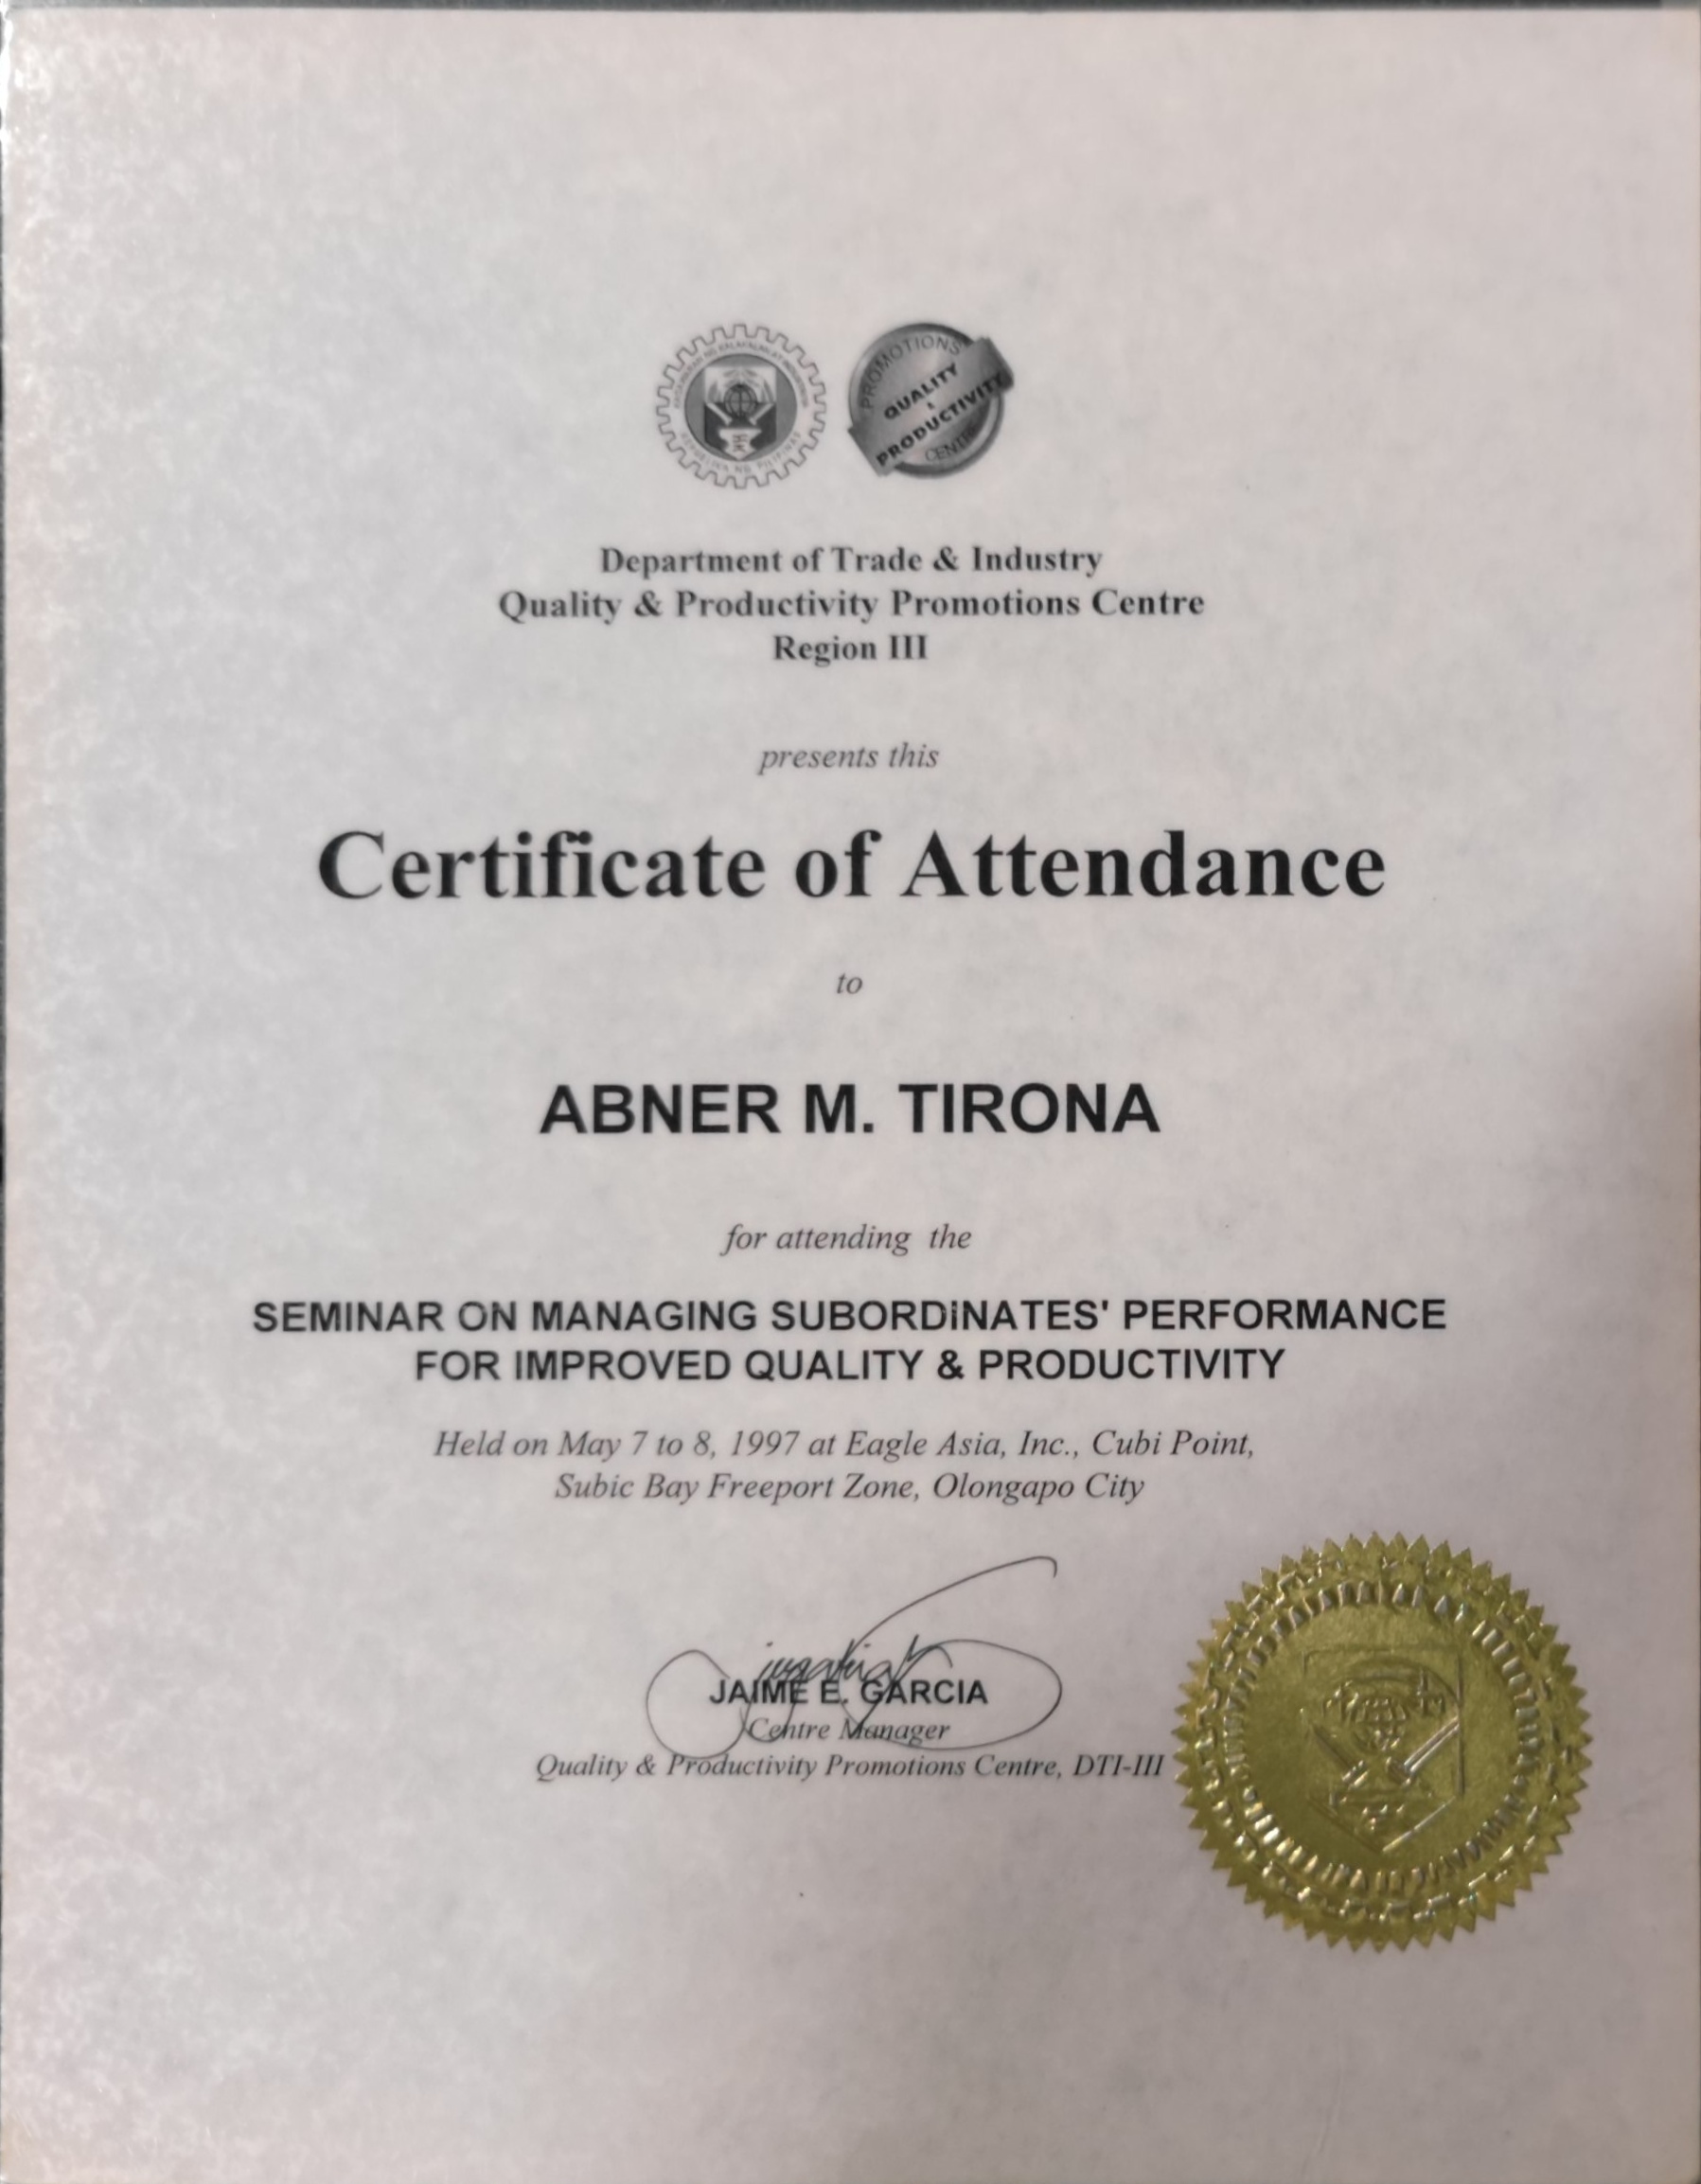 PROMOTIONS
QUALITY
&
PRODUCTIVITY
CENTRE
Department of Trade & Industry
Quality & Productivity Promotions Centre
Region III
presents this
Certificate of Attendance
to
ABNER M. TIRONA
for attending the
SEMINAR ON MANAGING SUBORDINATES' PERFORMANCE
FOR IMPROVED QUALITY & PRODUCTIVITY
Held on May 7 to 8, 1997 at Eagle Asia, Inc., Cubi Point,
Subic Bay Freeport Zone, Olongapo City
JAIME E. GARCIA
Centre Manager
Quality & Productivity Promotions Centre, DTI-III